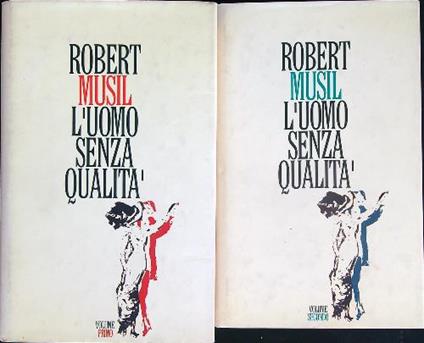 ROBERT
MUSIL
L'UOMO
SENZA
QUALITA'
VOLUME
PRIMO
ROBERT
MUSIL
L'UOMO
SENZA
QUALITA'
VOLUME
SECONDO